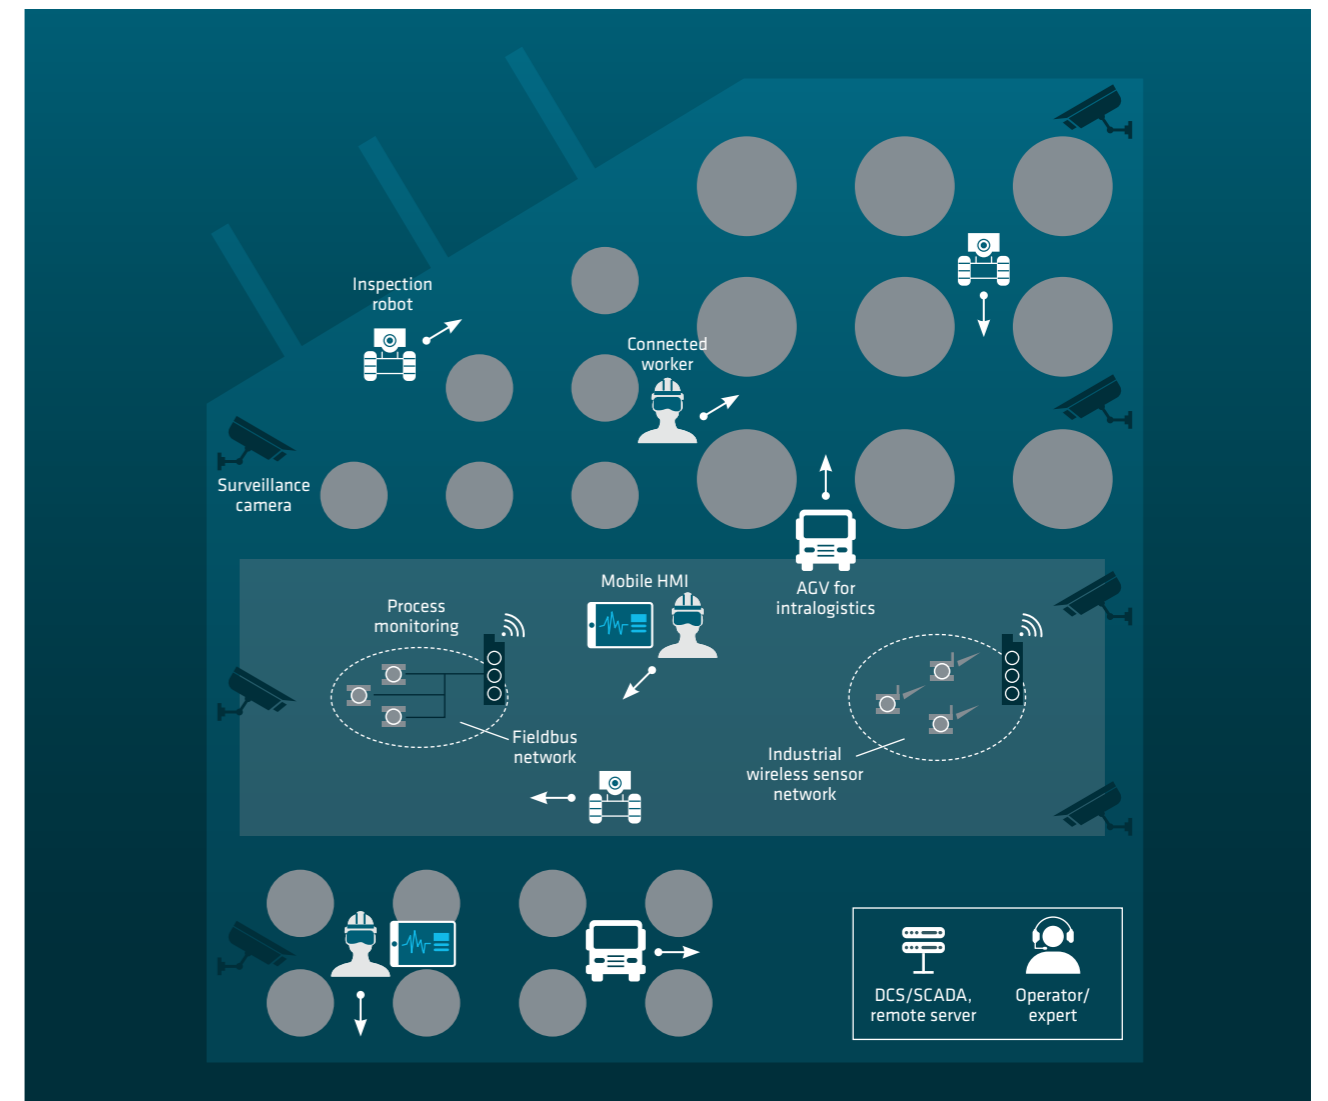 Inspection
robot
Connected
worker
Surveillance
camera
Mobile HMI
AGV for
intralogistics
Process
monitoring
Fieldbus
network
Industrial
wireless sensor
network
DCS/SCADA,
remote server
Operator/
expert